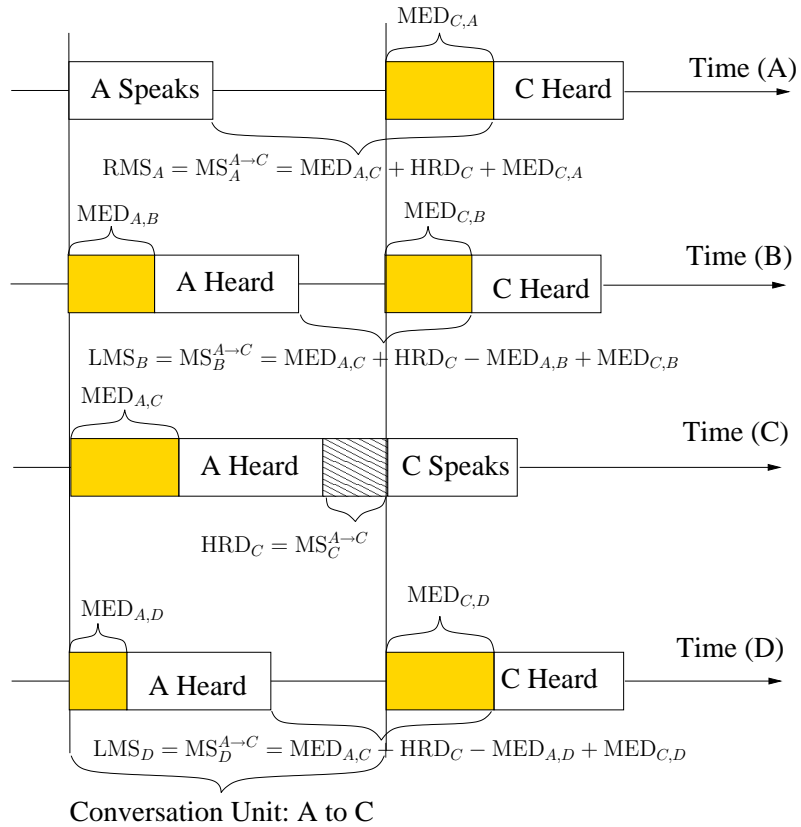 MED_{C,A}
A Speaks
C Heard
Time (A)
RMS_A = MS_A^{A→C} = MED_{A,C} + HRD_C + MED_{C,A}
MED_{A,B}
MED_{C,B}
A Heard
C Heard
Time (B)
LMS_B = MS_B^{A→C} = MED_{A,C} + HRD_C − MED_{A,B} + MED_{C,B}
MED_{A,C}
A Heard
C Speaks
Time (C)
HRD_C = MS_C^{A→C}
MED_{A,D}
MED_{C,D}
A Heard
C Heard
Time (D)
LMS_D = MS_D^{A→C} = MED_{A,C} + HRD_C − MED_{A,D} + MED_{C,D}
Conversation Unit: A to C